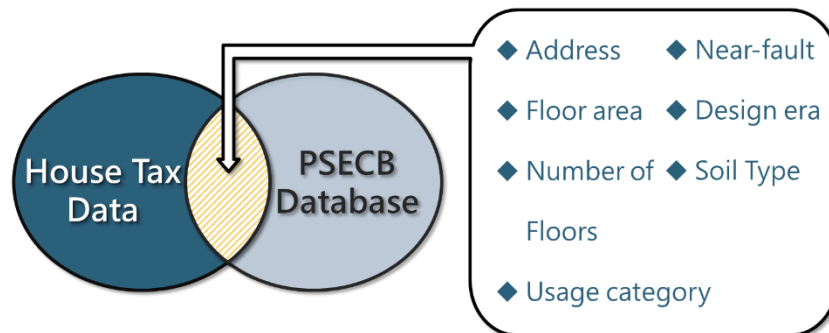 House Tax
Data
PSECB
Database
◆ Address
◆ Near-fault
◆ Floor area
◆ Design era
◆ Number of
Floors
◆ Soil Type
◆ Usage category